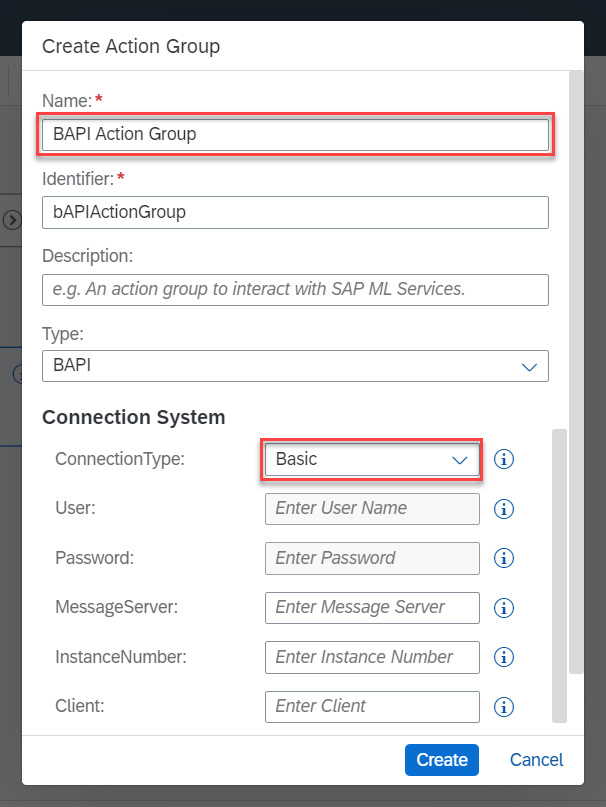 Create Action Group
Name: *
BAPI Action Group
Identifier: *
bAPIActionGroup
Description:
e.g. An action group to interact with SAP ML Services.
Type:
BAPI
Connection System
ConnectionType:
Basic
User:
Enter User Name
Password:
Enter Password
MessageServer:
Enter Message Server
InstanceNumber:
Enter Instance Number
Client:
Enter Client
Create Cancel